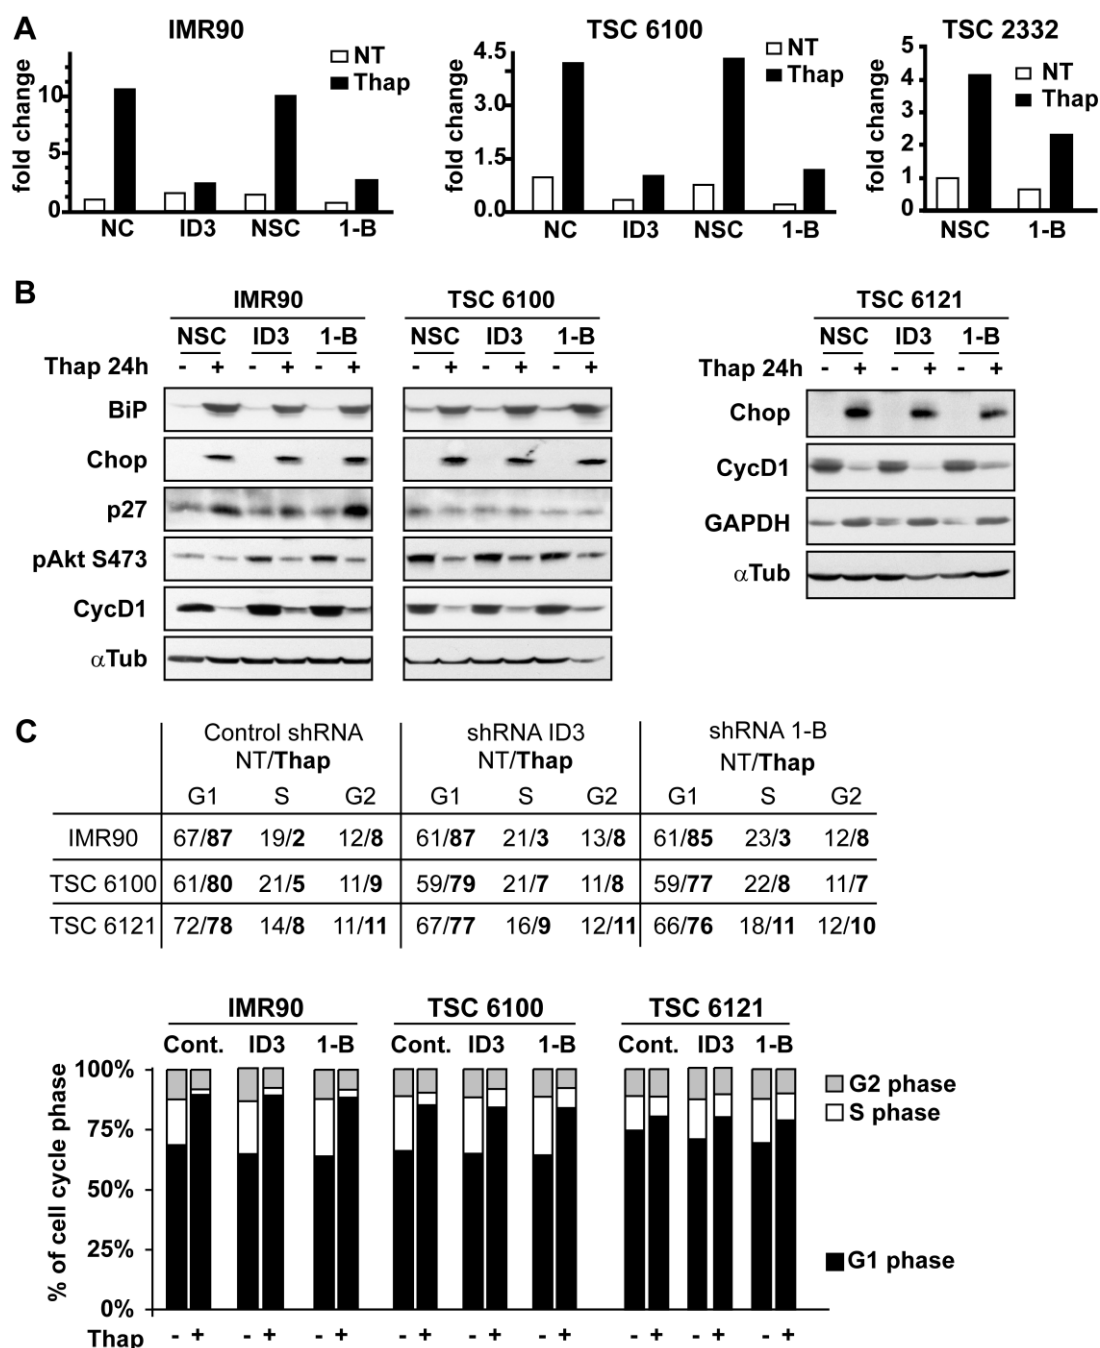 A
IMR90
TSC 6100
TSC 2332
fold change
10
5
0
NT
Thap
NC ID3 NSC 1-B
fold change
4.5
3.0
1.5
0.0
NT
Thap
NC ID3 NSC 1-B
fold change
5
4
3
2
1
0
NT
Thap
NSC 1-B
B
IMR90 TSC 6100 TSC 6121
NSC ID3 1-B NSC ID3 1-B NSC ID3 1-B
Thap 24h - + - + - + - + - + - + Thap 24h - + - + - +
BiP
Chop
p27
pAkt S473
CycD1
αTub
Chop
CycD1
GAPDH
αTub
C
Control shRNA shRNA ID3 shRNA 1-B
NT/Thap NT/Thap NT/Thap
G1 S G2 G1 S G2 G1 S G2
IMR90 67/87 19/2 12/8 61/87 21/3 13/8 61/85 23/3 12/8
TSC 6100 61/80 21/5 11/9 59/79 21/7 11/8 59/77 22/8 11/7
TSC 6121 72/78 14/8 11/11 67/77 16/9 12/11 66/76 18/11 12/10
IMR90 TSC 6100 TSC 6121
Cont. ID3 1-B Cont. ID3 1-B Cont. ID3 1-B
% of cell cycle phase
100%
75%
50%
25%
0%
G2 phase
S phase
G1 phase
Thap - + - + - + - + - + - + - + - + - +